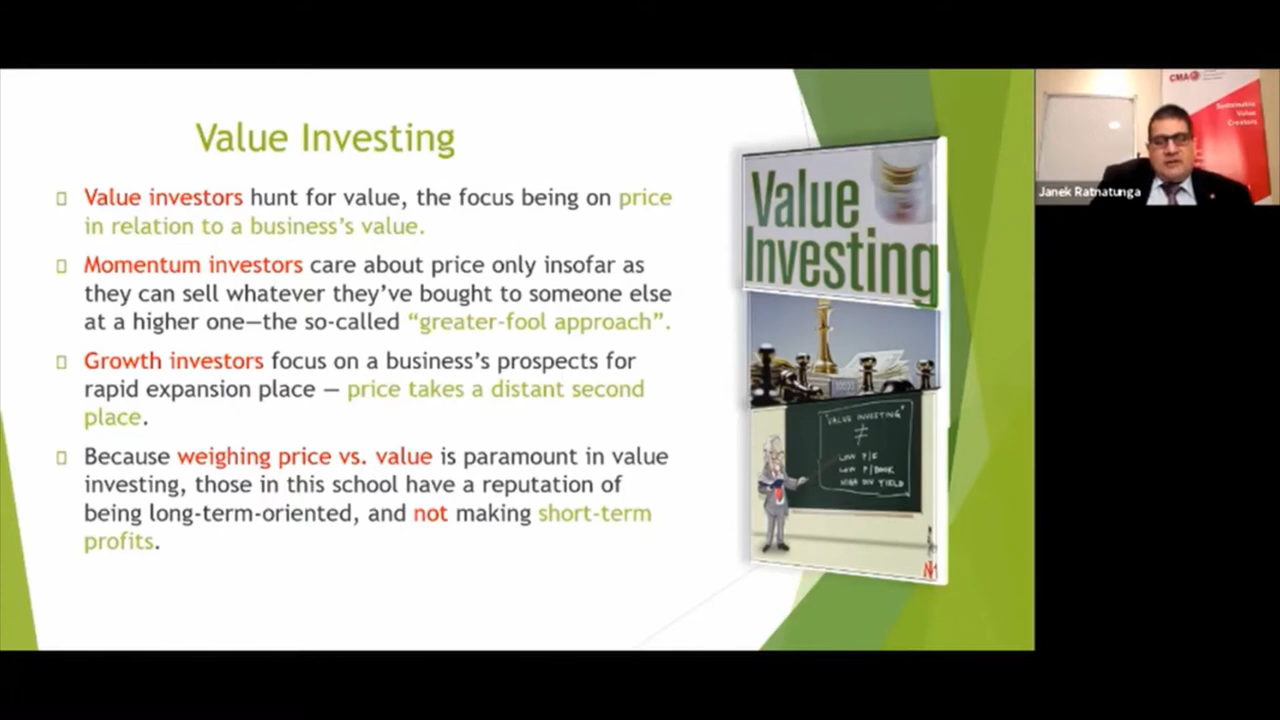 Value Investing
Value investors hunt for value, the focus being on price
in relation to a business's value.
Momentum investors care about price only insofar as
they can sell whatever they've bought to someone else
at a higher one—the so-called “greater-fool approach”.
Growth investors focus on a business's prospects for
rapid expansion place — price takes a distant second
place.
Because weighing price vs. value is paramount in value
investing, those in this school have a reputation of
being long-term-oriented, and not making short-term
profits.
Value
Investing
"VALUE INVESTING"
≠
LOW P/E
LOW P/BOOK
HIGH DIV YIELD
CMA
Sustainable
Value
Creators
Janek Ratnatunga